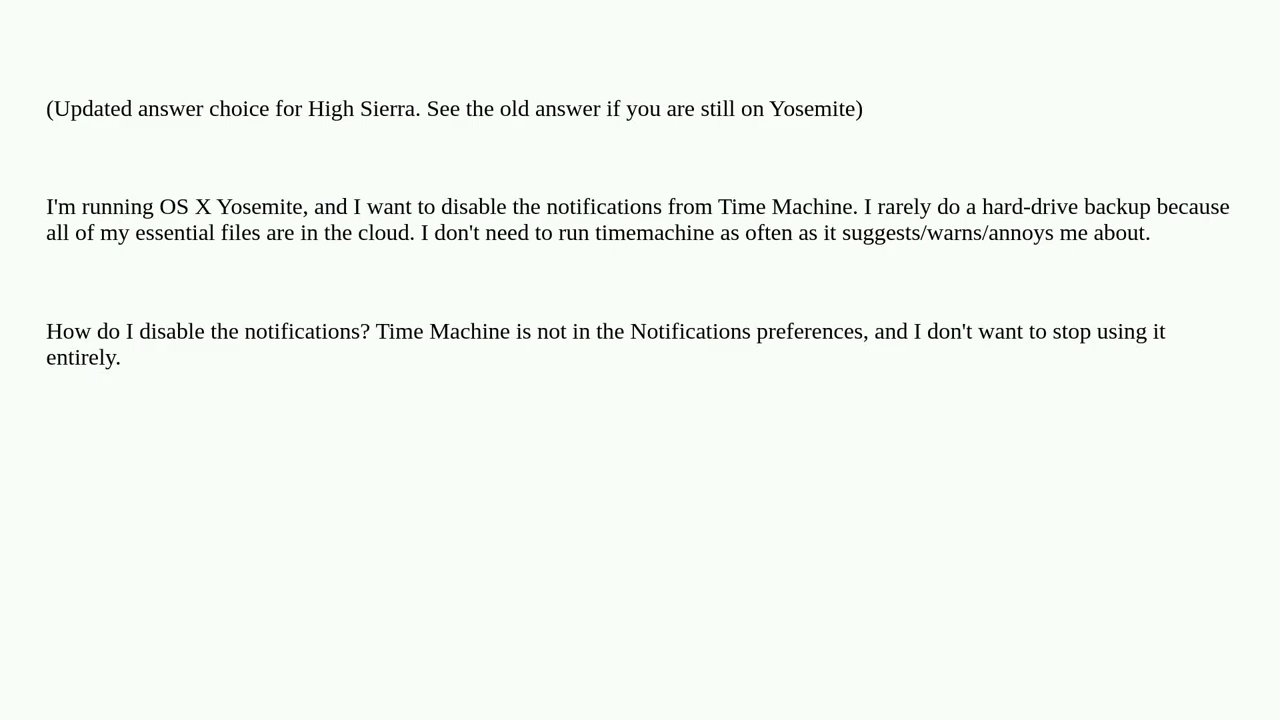 (Updated answer choice for High Sierra. See the old answer if you are still on Yosemite)
I'm running OS X Yosemite, and I want to disable the notifications from Time Machine. I rarely do a hard-drive backup because
all of my essential files are in the cloud. I don't need to run timemachine as often as it suggests/warns/annoys me about.
How do I disable the notifications? Time Machine is not in the Notifications preferences, and I don't want to stop using it
entirely.